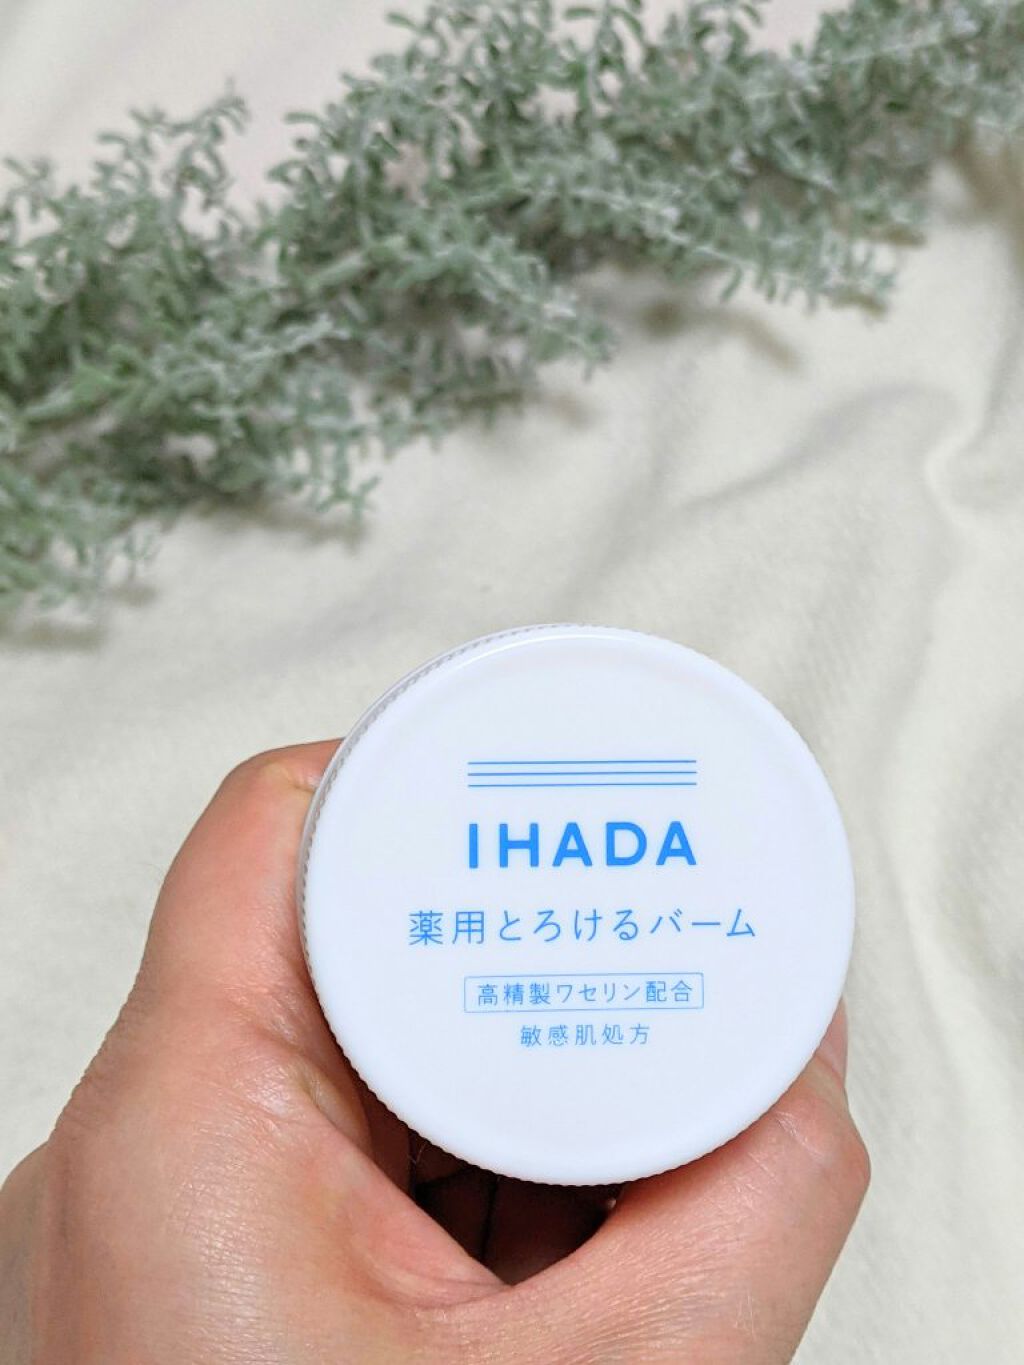 IHADA
薬用とろけるバーム
高精製ワセリン配合
敏感肌処方